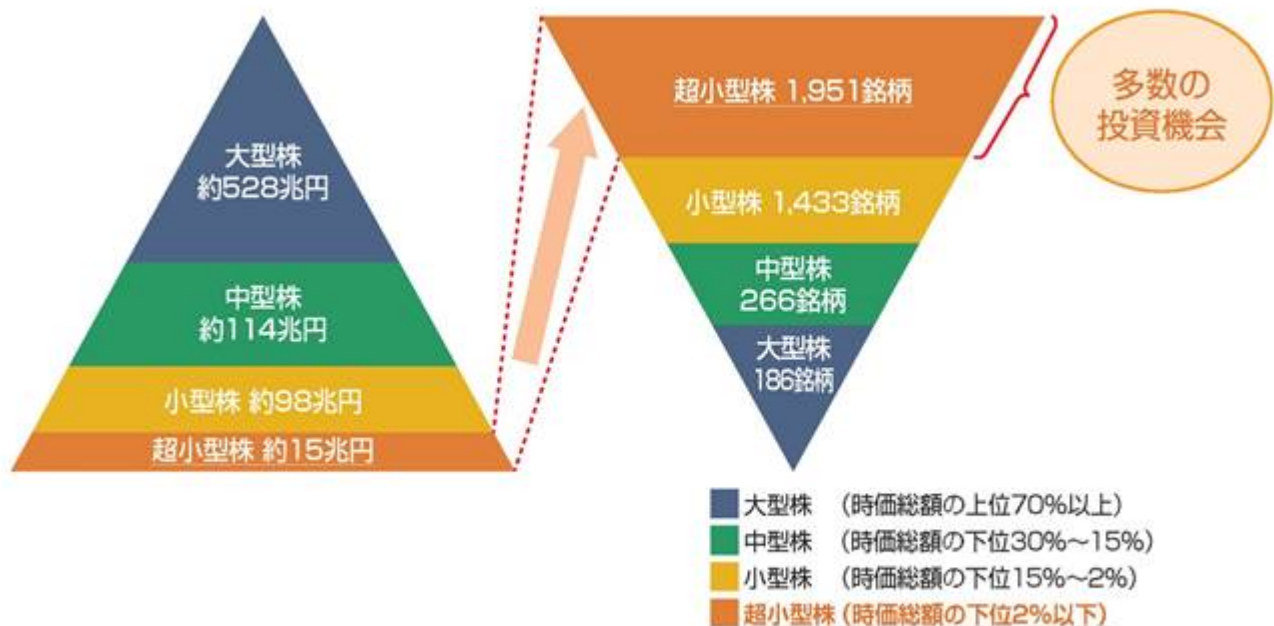 大型株
約528兆円
中型株
約114兆円
小型株 約98兆円
超小型株 約15兆円
超小型株 1,951銘柄
小型株 1,433銘柄
中型株
266銘柄
大型株
186銘柄
多数の
投資機会
大型株 （時価総額の上位70%以上）
中型株 （時価総額の下位30%～15%）
小型株 （時価総額の下位15%～2%）
超小型株（時価総額の下位2%以下）